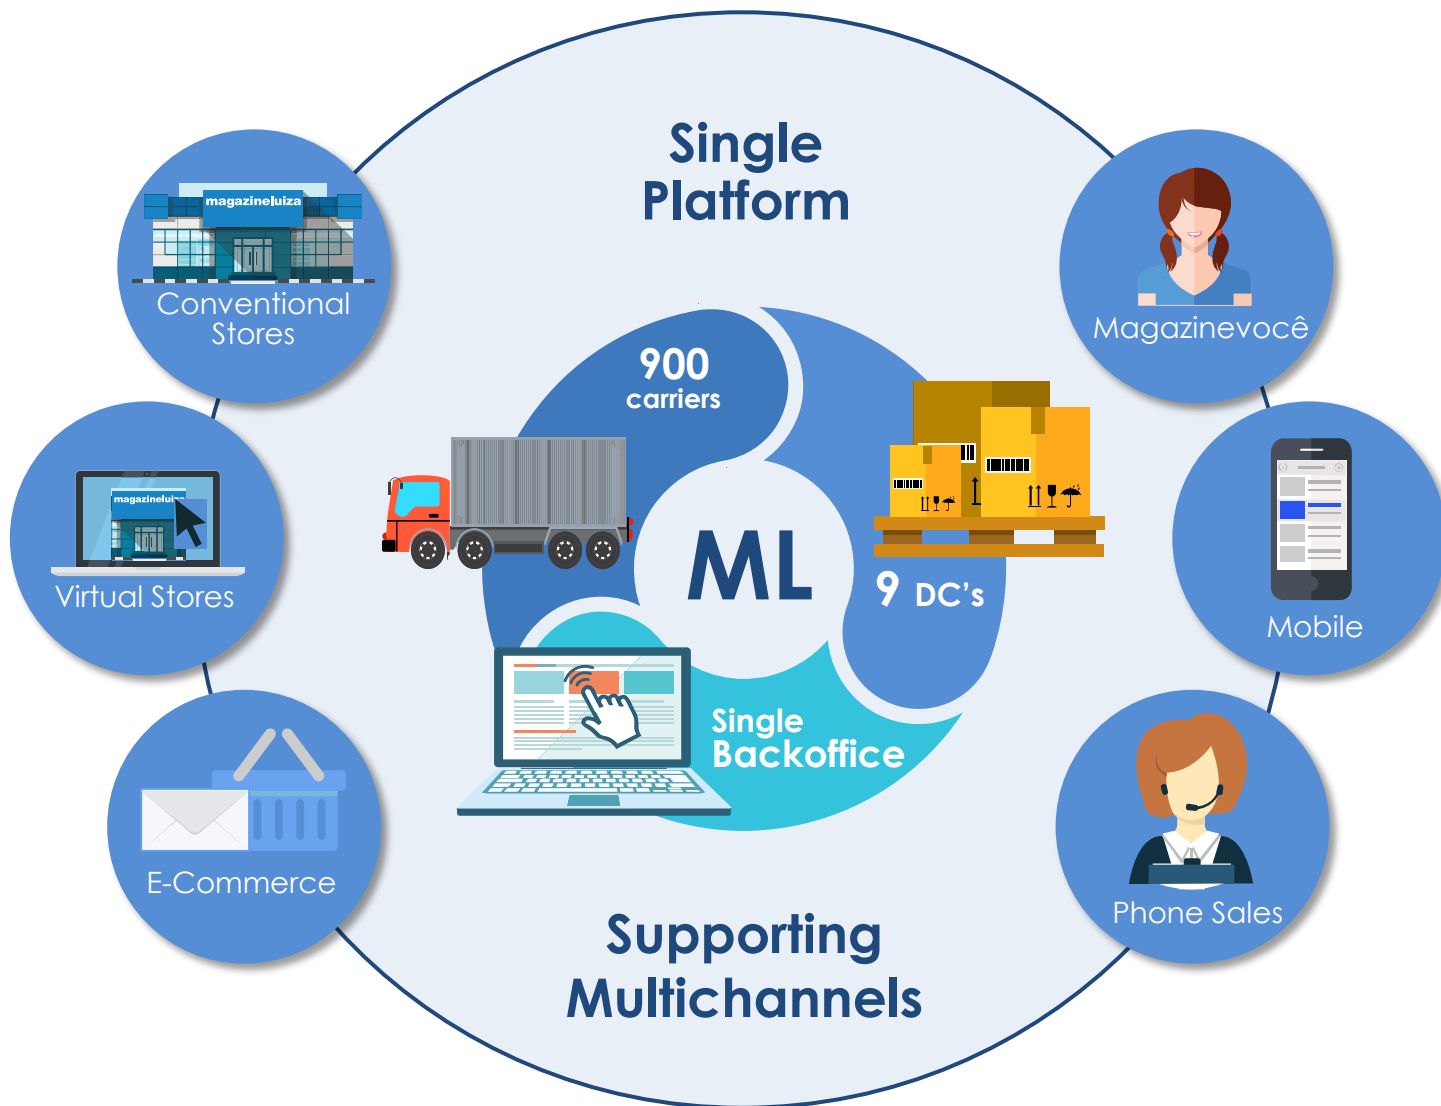 Single
Platform
magazineluiza
Conventional
Stores
Magazinevocê
900
carriers
magazineluiza
Virtual Stores
ML
9 DC's
Mobile
Single
Backoffice
E-Commerce
Phone Sales
Supporting
Multichannels